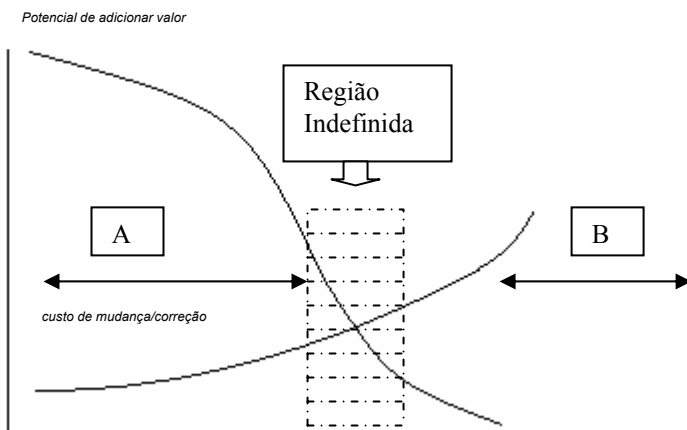 Potencial de adicionar valor
Região
Indefinida
A
B
custo de mudança/correção